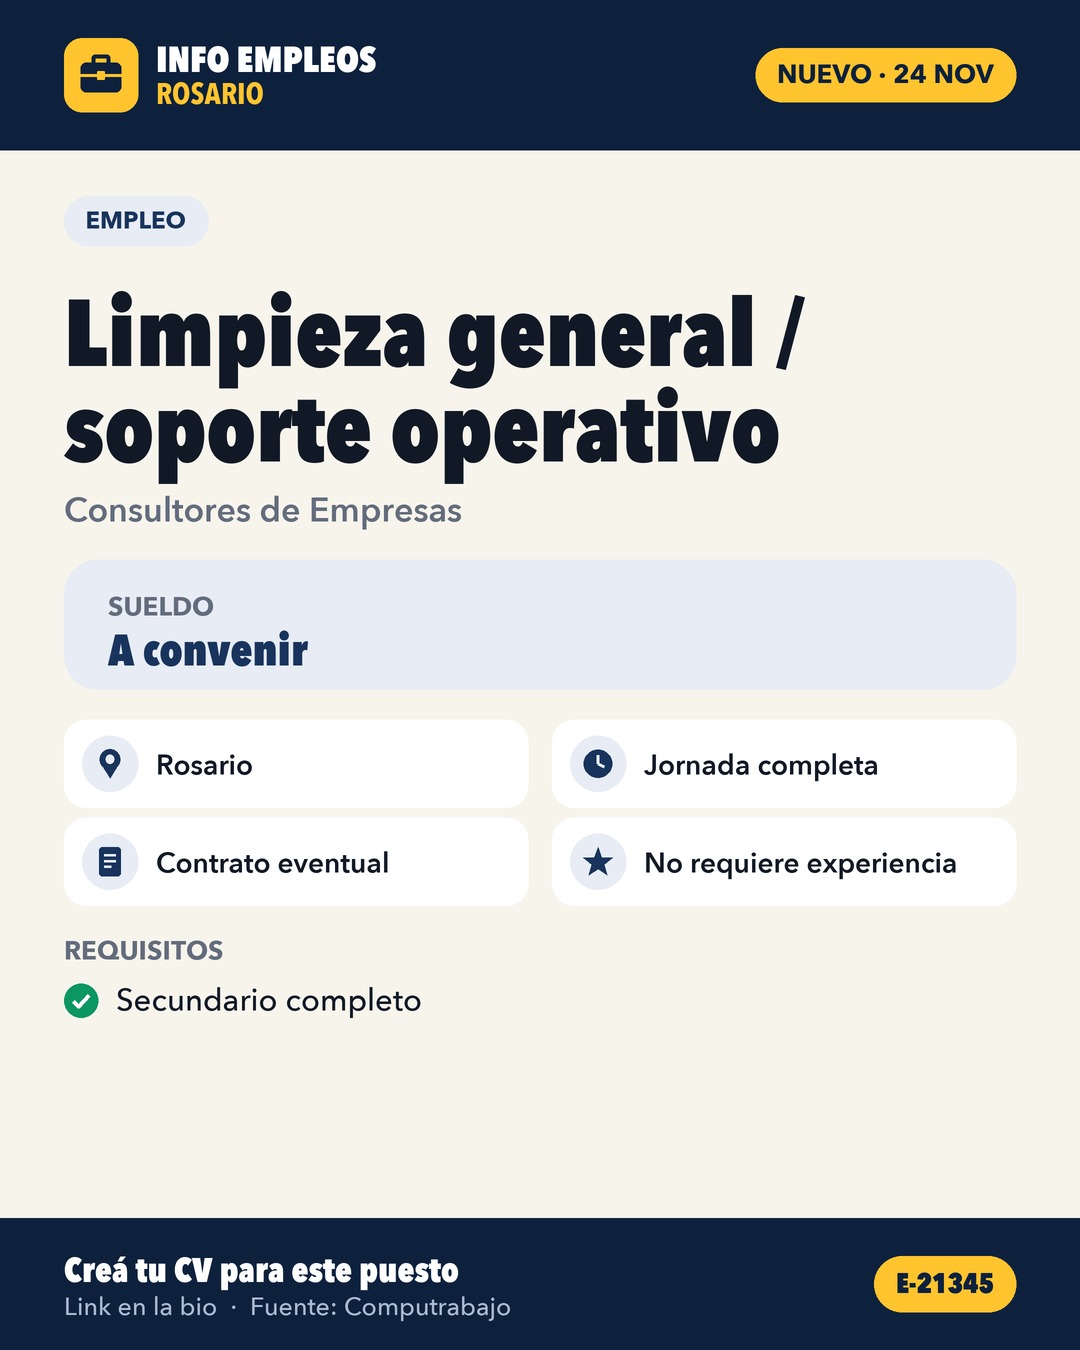 INFO EMPLEOS
ROSARIO
NUEVO · 24 NOV
EMPLEO
Limpieza general /
soporte operativo
Consultores de Empresas
SUELDO
A convenir
Rosario
Jornada completa
Contrato eventual
No requiere experiencia
REQUISITOS
Secundario completo
Creá tu CV para este puesto
Link en la bio · Fuente: Computrabajo
E-21345